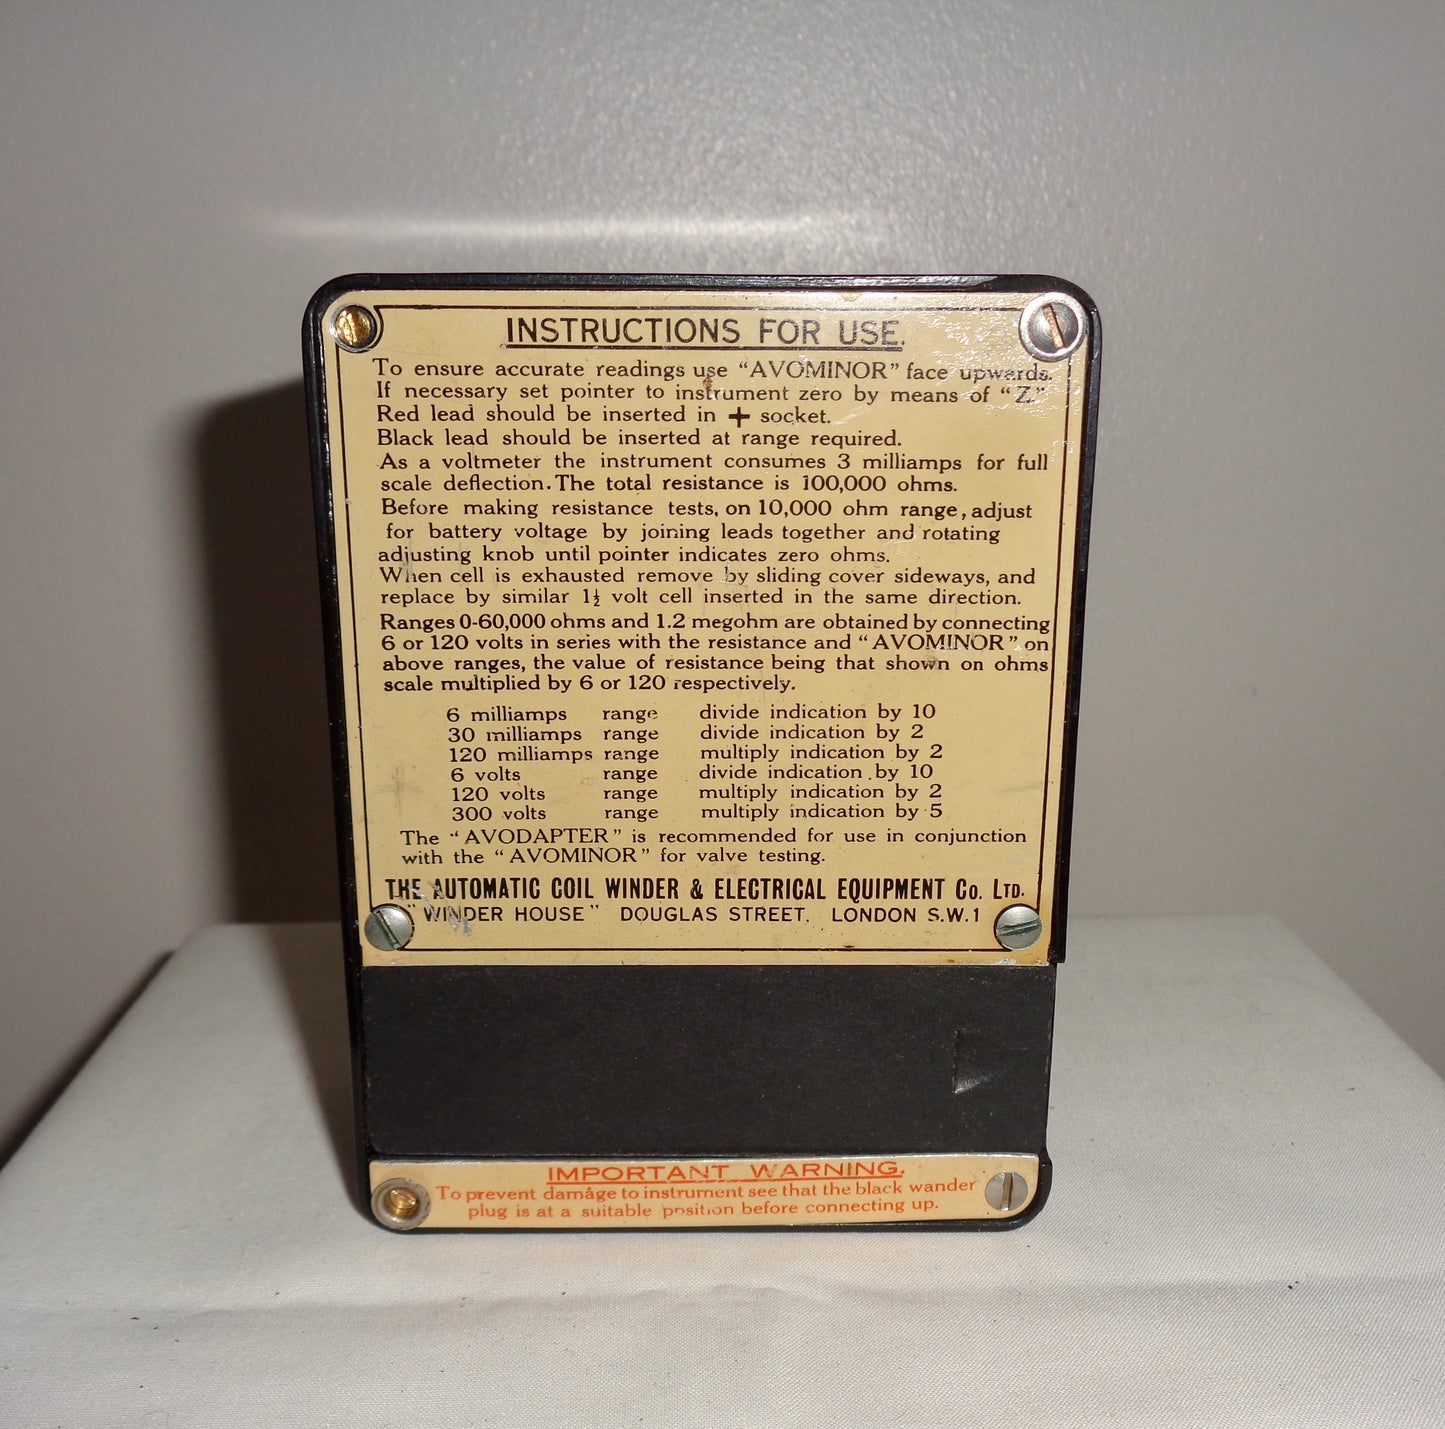 INSTRUCTIONS FOR USE.
To ensure accurate readings use "AVOMINOR" face upwards.
If necessary set pointer to instrument zero by means of "Z."
Red lead should be inserted in + socket.
Black lead should be inserted at range required.
As a voltmeter the instrument consumes 3 milliamps for full
scale deflection. The total resistance is 100,000 ohms.
Before making resistance tests, on 10,000 ohm range, adjust
for battery voltage by joining leads together and rotating
adjusting knob until pointer indicates zero ohms.
When cell is exhausted remove by sliding cover sideways, and
replace by similar 1½ volt cell inserted in the same direction.
Ranges 0-60,000 ohms and 1.2 megohm are obtained by connecting
6 or 120 volts in series with the resistance and "AVOMINOR" on
above ranges, the value of resistance being that shown on ohms
scale multiplied by 6 or 120 respectively.
6 milliamps range divide indication by 10
30 milliamps range divide indication by 2
120 milliamps range multiply indication by 2
6 volts range divide indication by 10
120 volts range multiply indication by 2
300 volts range multiply indication by 5
The "AVODAPTER" is recommended for use in conjunction
with the "AVOMINOR" for valve testing.
THE AUTOMATIC COIL WINDER & ELECTRICAL EQUIPMENT Co. LTD.
"WINDER HOUSE" DOUGLAS STREET. LONDON S.W.1
IMPORTANT WARNING.
To prevent damage to instrument see that the black wander
plug is at a suitable position before connecting up.